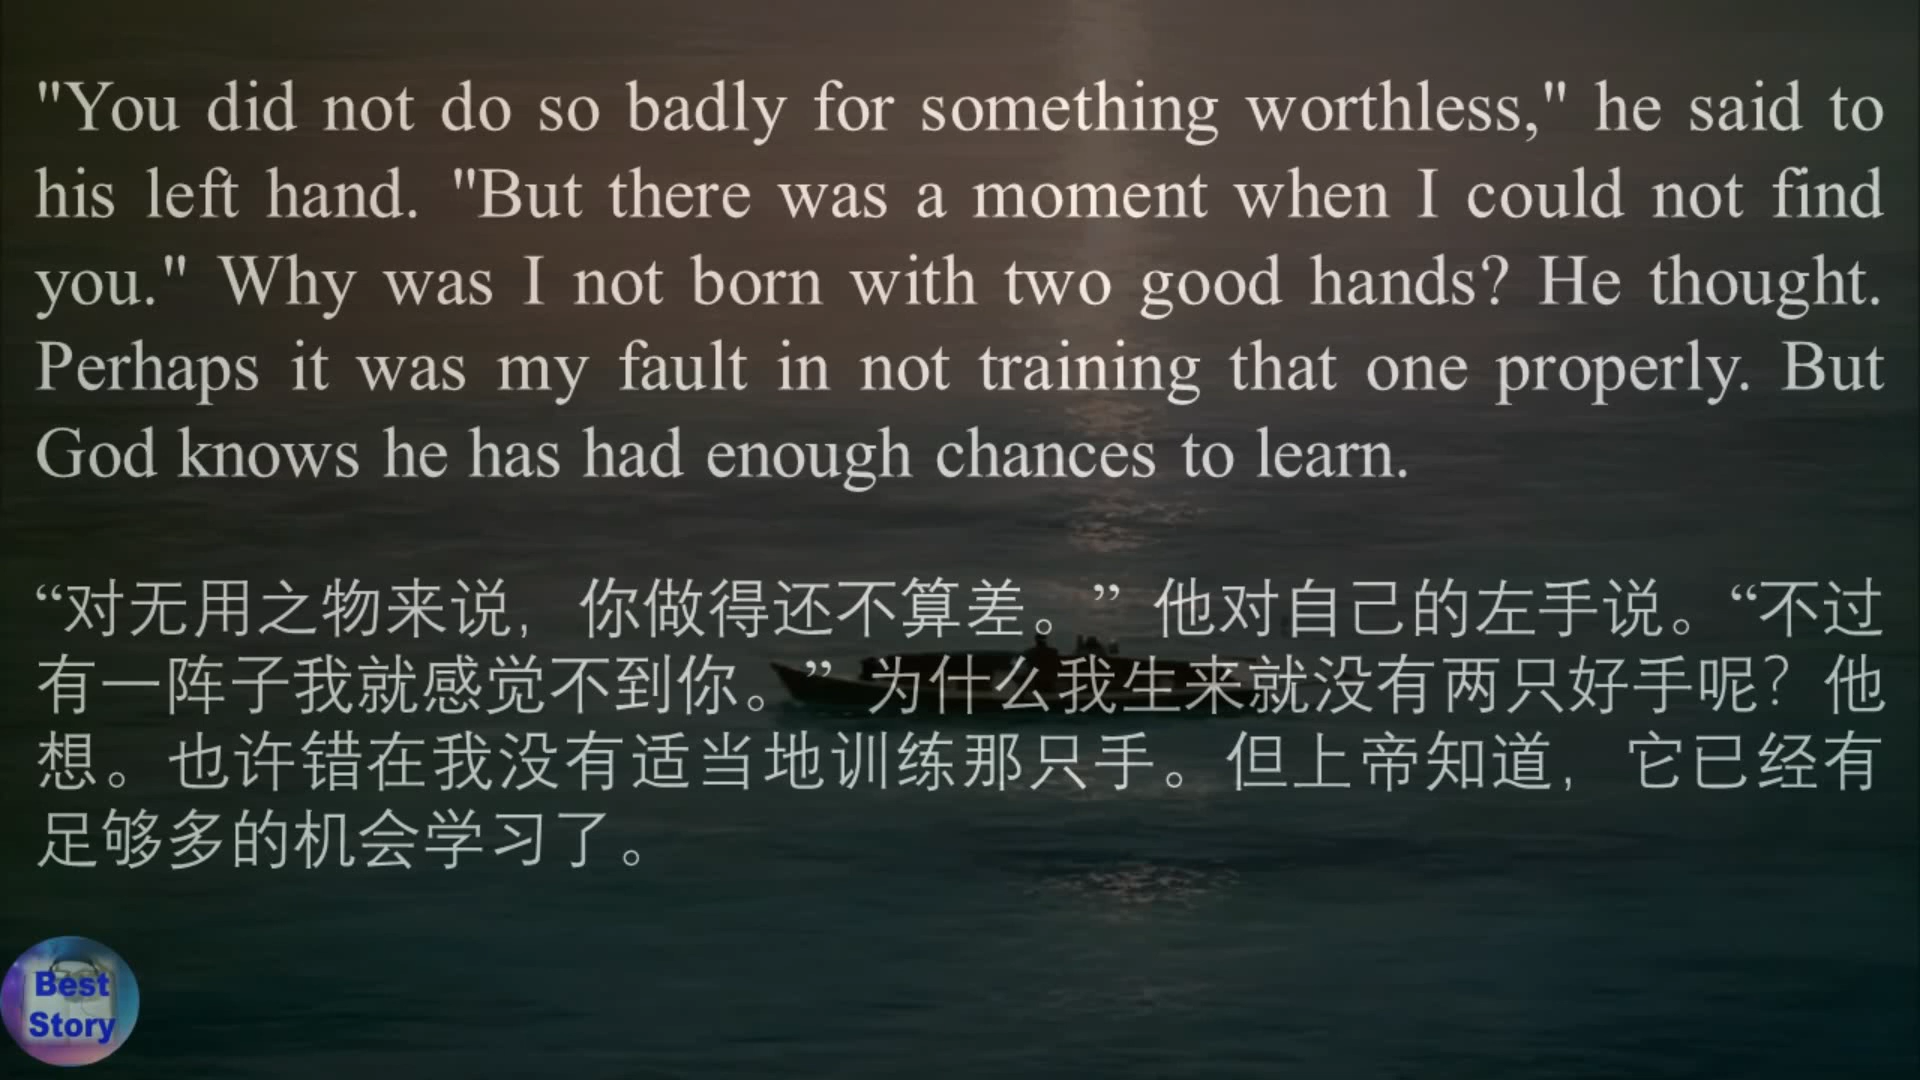 "You did not do so badly for something worthless," he said to
his left hand. "But there was a moment when I could not find
you." Why was I not born with two good hands? He thought.
Perhaps it was my fault in not training that one properly. But
God knows he has had enough chances to learn.
“对无用之物来说，你做得还不算差。”他对自己的左手说。“不过
有一阵子我就感觉不到你。”为什么我生来就没有两只好手呢？他
想。也许错在我没有适当地训练那只手。但上帝知道，它已经有
足够多的机会学习了。
Best
Story